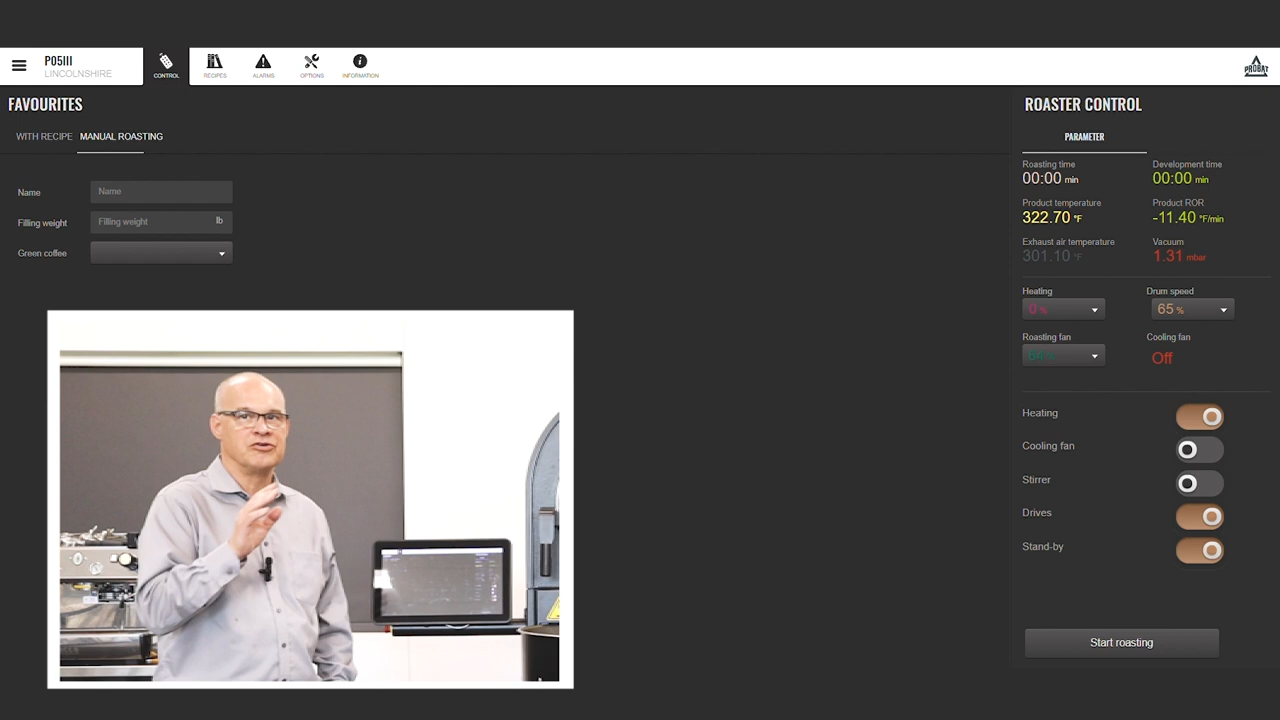 P05III
LINCOLNSHIRE
CONTROL
RECIPES
ALARMS
OPTIONS
INFORMATION
PROBAT
FAVOURITES
WITH RECIPE
MANUAL ROASTING
Name
Name
Filling weight
Filling weight lb
Green coffee
ROASTER CONTROL
PARAMETER
Roasting time
Development time
00:00 min
00:00 min
Product temperature
Product ROR
322.70 °F
-11.40 °F/min
Exhaust air temperature
Vacuum
301.10 °F
1.31 mbar
Heating
Drum speed
0 %
65 %
Roasting fan
Cooling fan
64 %
Off
Heating
Cooling fan
Stirrer
Drives
Stand-by
Start roasting